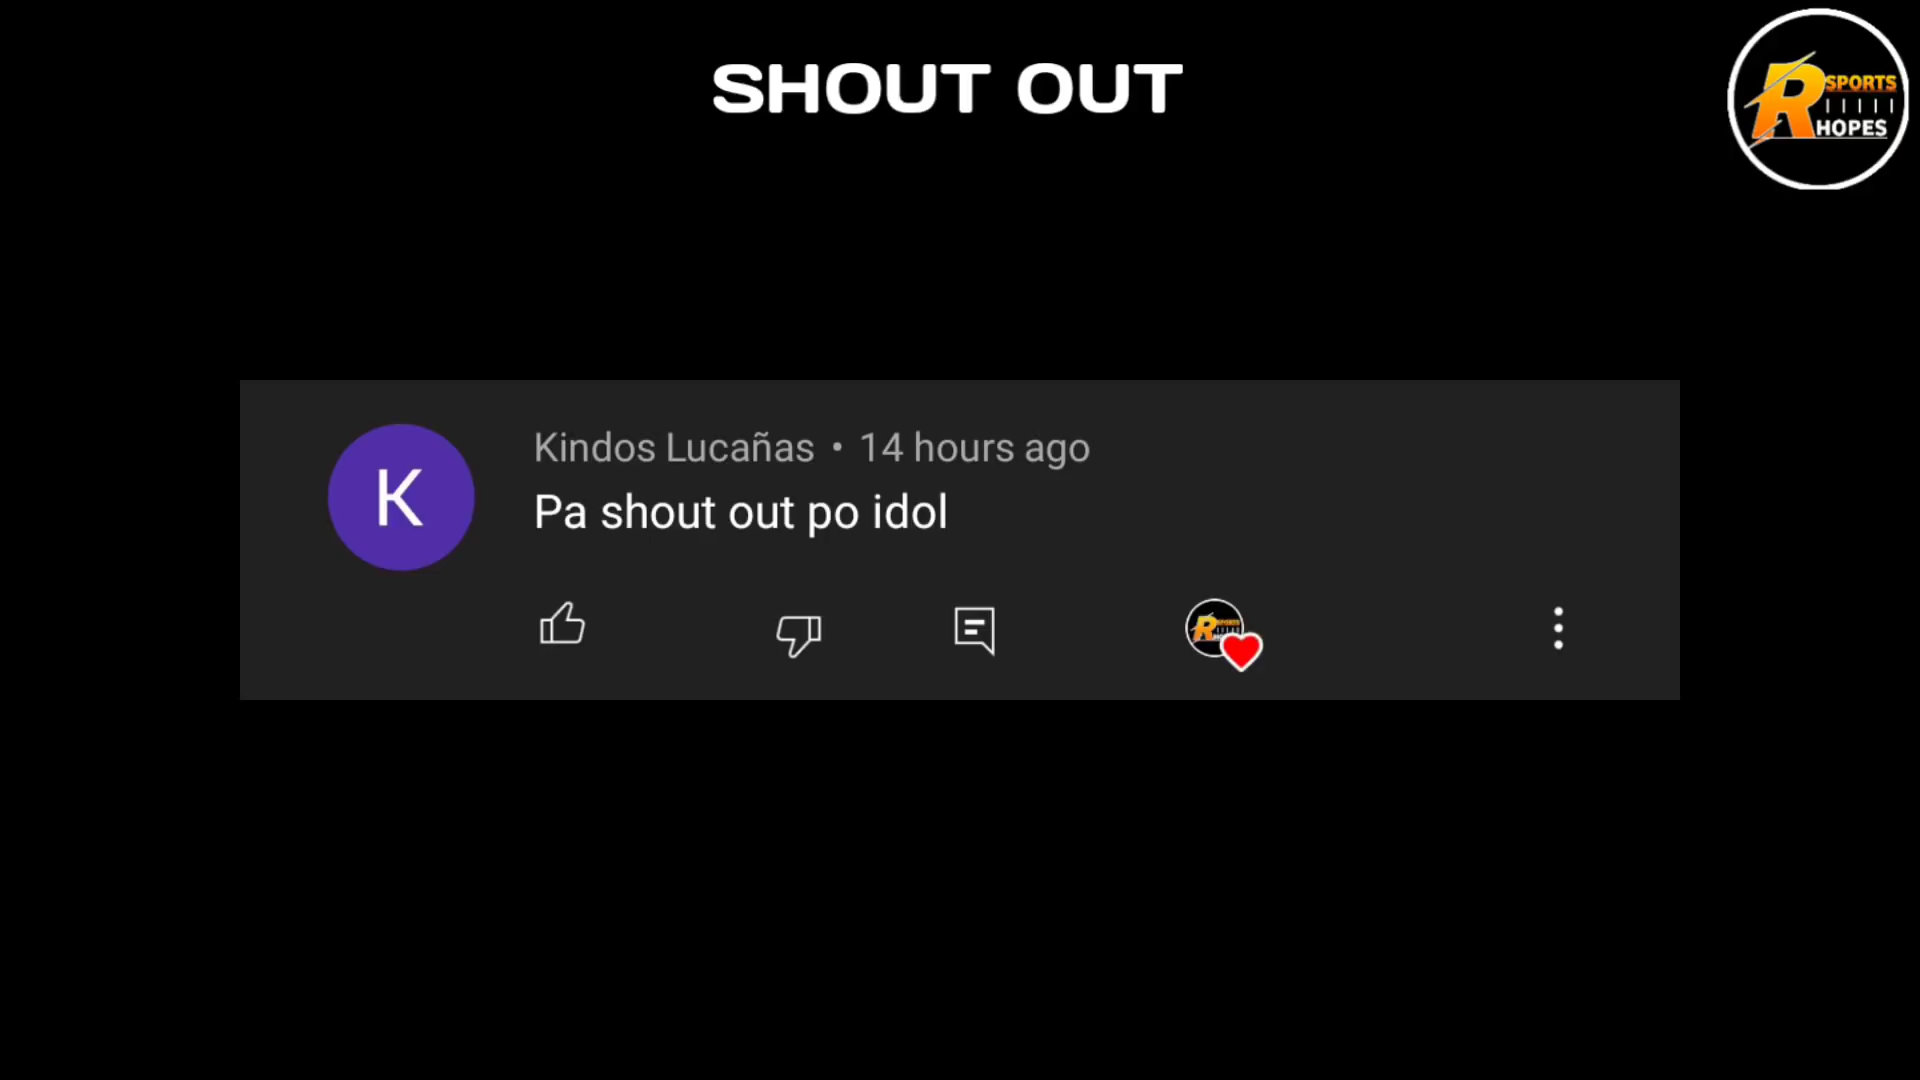 SHOUT OUT
R SPORTS
HOPES
Kindos Lucañas • 14 hours ago
K
Pa shout out po idol